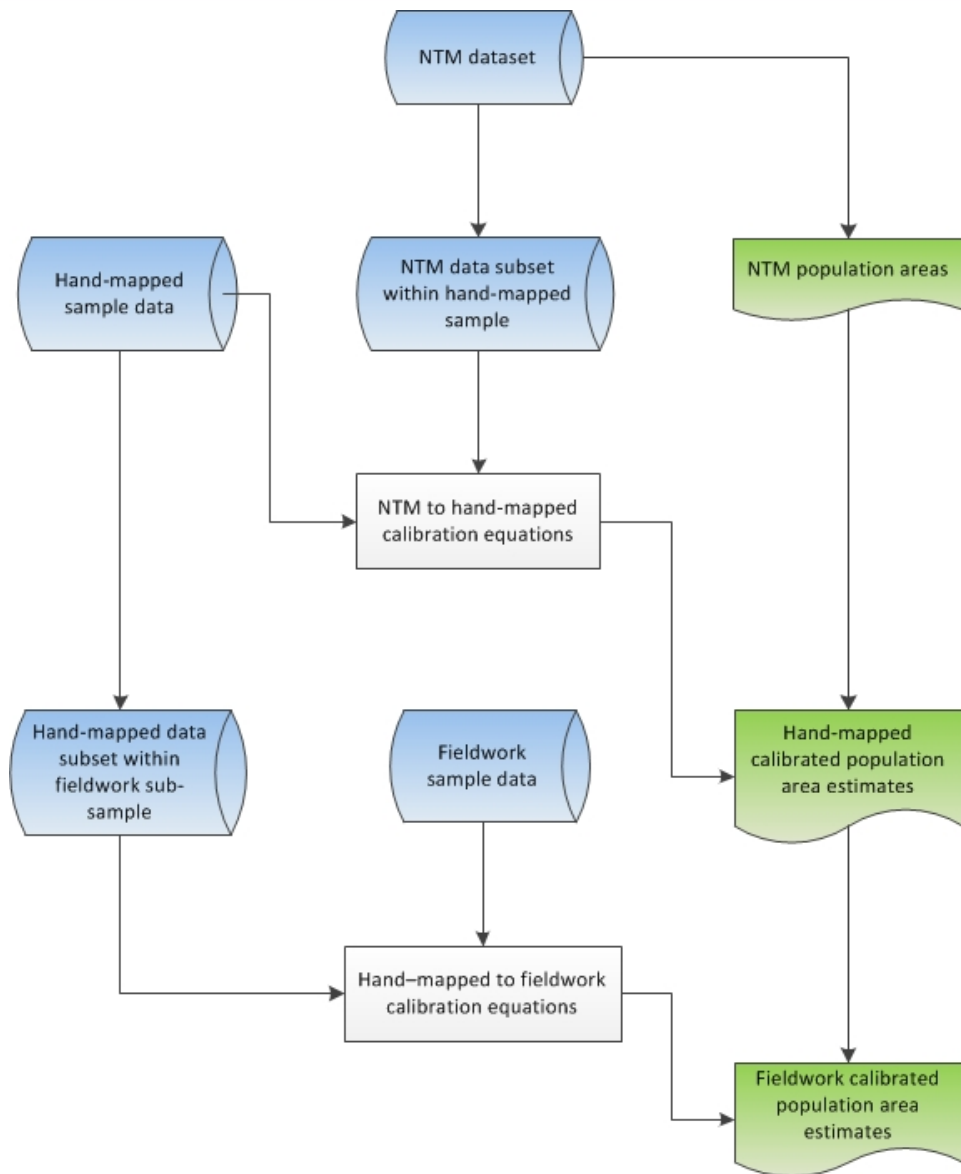 NTM dataset
Hand-mapped
sample data
NTM data subset
within hand-mapped
sample
NTM population areas
NTM to hand-mapped
calibration equations
Hand-mapped data
subset within
fieldwork sub-
sample
Fieldwork
sample data
Hand-mapped
calibrated population
area estimates
Hand–mapped to fieldwork
calibration equations
Fieldwork calibrated
population area
estimates